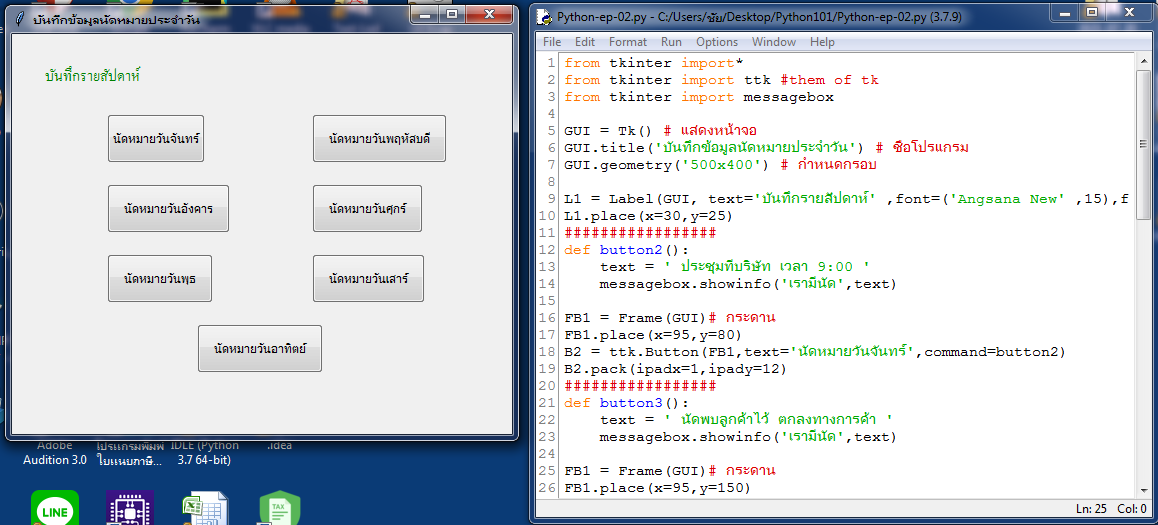 บันทึกข้อมูลนัดหมายประจำวัน
บันทึกรายสัปดาห์
นัดหมายวันจันทร์
นัดหมายวันพฤหัสบดี
นัดหมายวันอังคาร
นัดหมายวันศุกร์
นัดหมายวันพุธ
นัดหมายวันเสาร์
นัดหมายวันอาทิตย์
Adobe Audition 3.0
โปรแกรมพิมพ์ ใบแนบภาษี...
IDLE (Python 3.7 64-bit)
.idea
LINE
TAX
Python-ep-02.py - C:/Users/ชัย/Desktop/Python101/Python-ep-02.py (3.7.9)
File Edit Format Run Options Window Help
1 from tkinter import*
2 from tkinter import ttk #them of tk
3 from tkinter import messagebox
4
5 GUI = Tk() # แสดงหน้าจอ
6 GUI.title('บันทึกข้อมูลนัดหมายประจำวัน') # ชื่อโปรแกรม
7 GUI.geometry('500x400') # กำหนดกรอบ
8
9 L1 = Label(GUI, text='บันทึกรายสัปดาห์' ,font=('Angsana New' ,15),f
10 L1.place(x=30,y=25)
11 #################
12 def button2():
13 text = ' ประชุมที่บริษัท เวลา 9:00 '
14 messagebox.showinfo('เรามีนัด',text)
15
16 FB1 = Frame(GUI)# กระดาน
17 FB1.place(x=95,y=80)
18 B2 = ttk.Button(FB1,text='นัดหมายวันจันทร์',command=button2)
19 B2.pack(ipadx=1,ipady=12)
20 #################
21 def button3():
22 text = ' นัดพบลูกค้าไว้ ตกลงทางการค้า '
23 messagebox.showinfo('เรามีนัด',text)
24
25 FB1 = Frame(GUI)# กระดาน
26 FB1.place(x=95,y=150)
Ln: 25 Col: 0